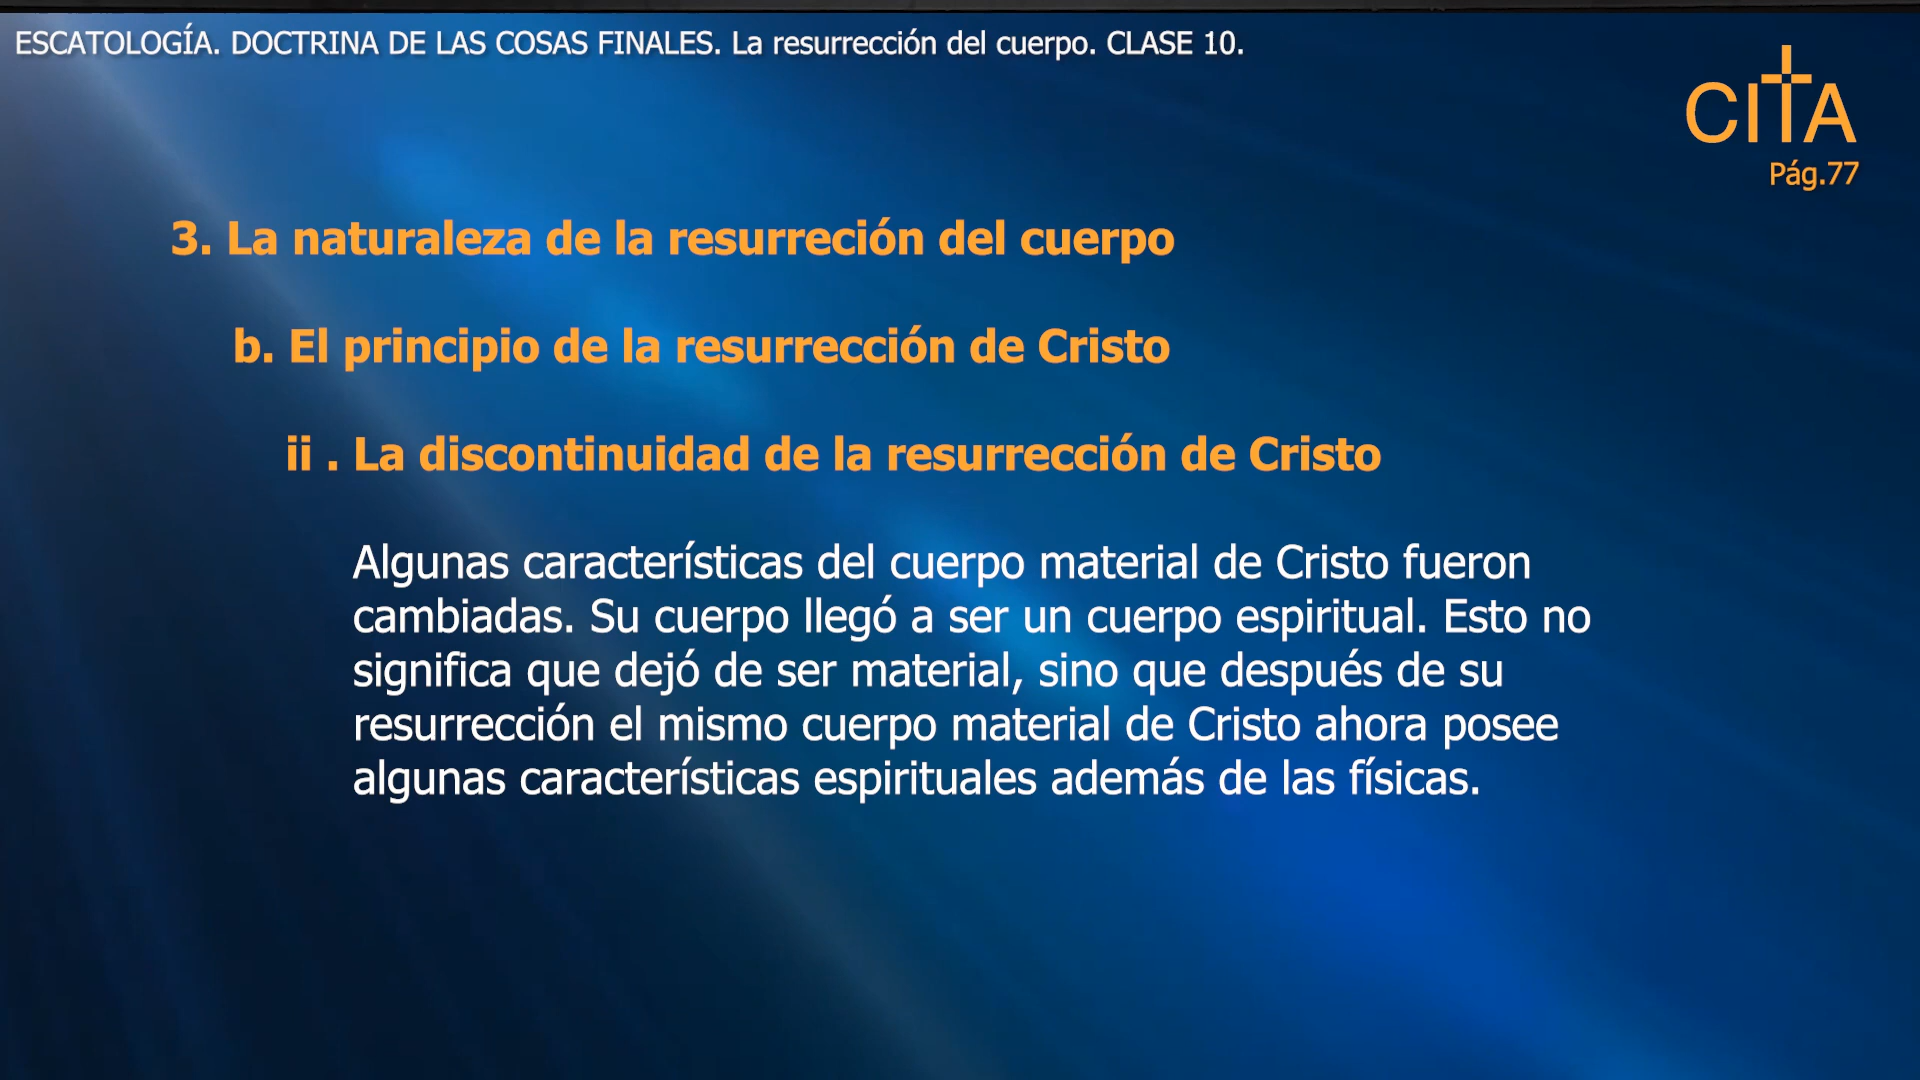 ESCATOLOGÍA. DOCTRINA DE LAS COSAS FINALES. La resurrección del cuerpo. CLASE 10.
CITA
Pág.77
3. La naturaleza de la resurreción del cuerpo
b. El principio de la resurrección de Cristo
ii . La discontinuidad de la resurrección de Cristo
Algunas características del cuerpo material de Cristo fueron
cambiadas. Su cuerpo llegó a ser un cuerpo espiritual. Esto no
significa que dejó de ser material, sino que después de su
resurrección el mismo cuerpo material de Cristo ahora posee
algunas características espirituales además de las físicas.